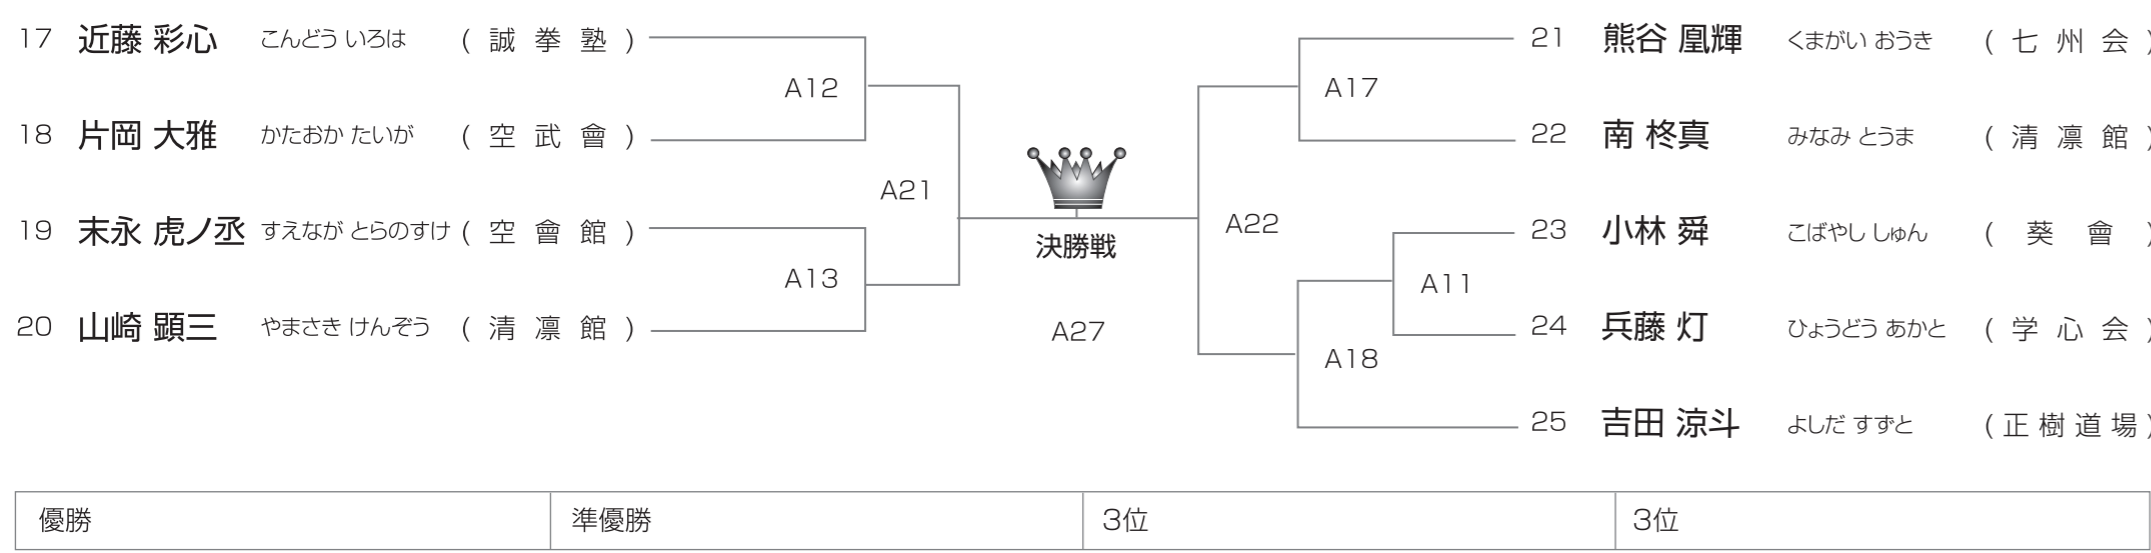 17 近藤 彩心 こんどう いろは (誠拳塾)
A12
18 片岡 大雅 かたおか たいが (空武會)
A21
19 末永 虎ノ丞 すえなが とらのすけ (空會館)
A13
20 山崎 顕三 やまさき けんぞう (清凛館)
決勝戦
A27
21 熊谷 凰輝 くまがい おうき (七州会)
A17
22 南 柊真 みなみ とうま (清凛館)
A22
23 小林 舜 こばやし しゅん (葵會)
A11
24 兵藤 灯 ひょうどう あかと (学心会)
A18
25 吉田 涼斗 よしだ すずと (正樹道場)
優勝 準優勝 3位 3位